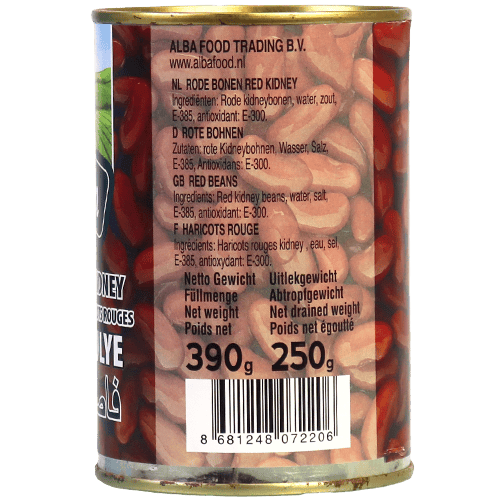 ALBA FOOD TRADING B.V.
www.albafood.nl
NL RODE BONEN RED KIDNEY
Ingrediënten: Rode kidneybonen, water, zout,
E-385, antioxidant: E-300.
D ROTE BOHNEN
Zutaten: rote Kidneybohnen, Wasser, Salz,
E-385, Antioxidans: E-300.
GB RED BEANS
Ingredients: Red kidney beans, water, salt,
E-385, antioxidant: E-300.
F HARICOTS ROUGE
Ingrédients: Haricots rouges kidney , eau, sel,
E-385, antioxydant: E-300.
Netto Gewicht Uitlekgewicht
Füllmenge Abtropfgewicht
Net weight Net drained weight
Poids net Poids net égoutté
390g 250g
8 681248 072206
ROUGES
LYE